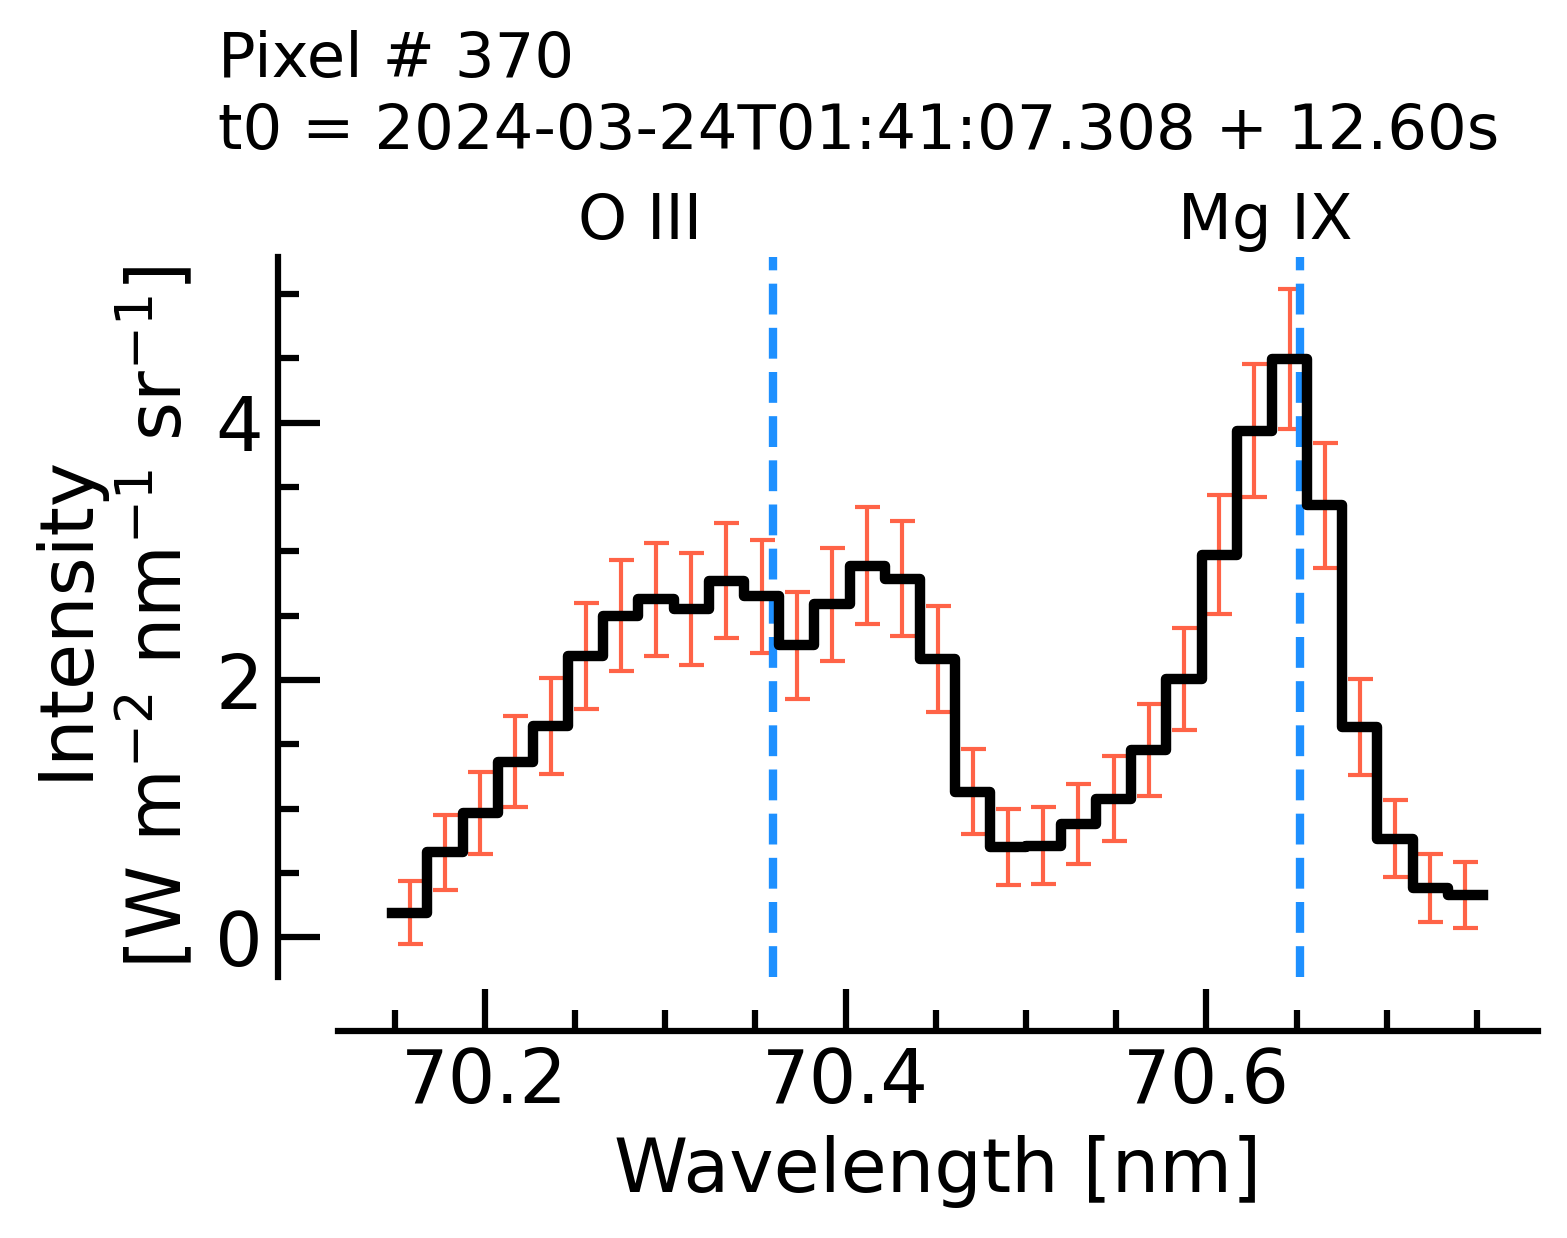 Pixel # 370
t0 = 2024-03-24T01:41:07.308 + 12.60s
O III
Mg IX
Intensity
[W m⁻² nm⁻¹ sr⁻¹]
4
2
0
70.2
70.4
70.6
Wavelength [nm]